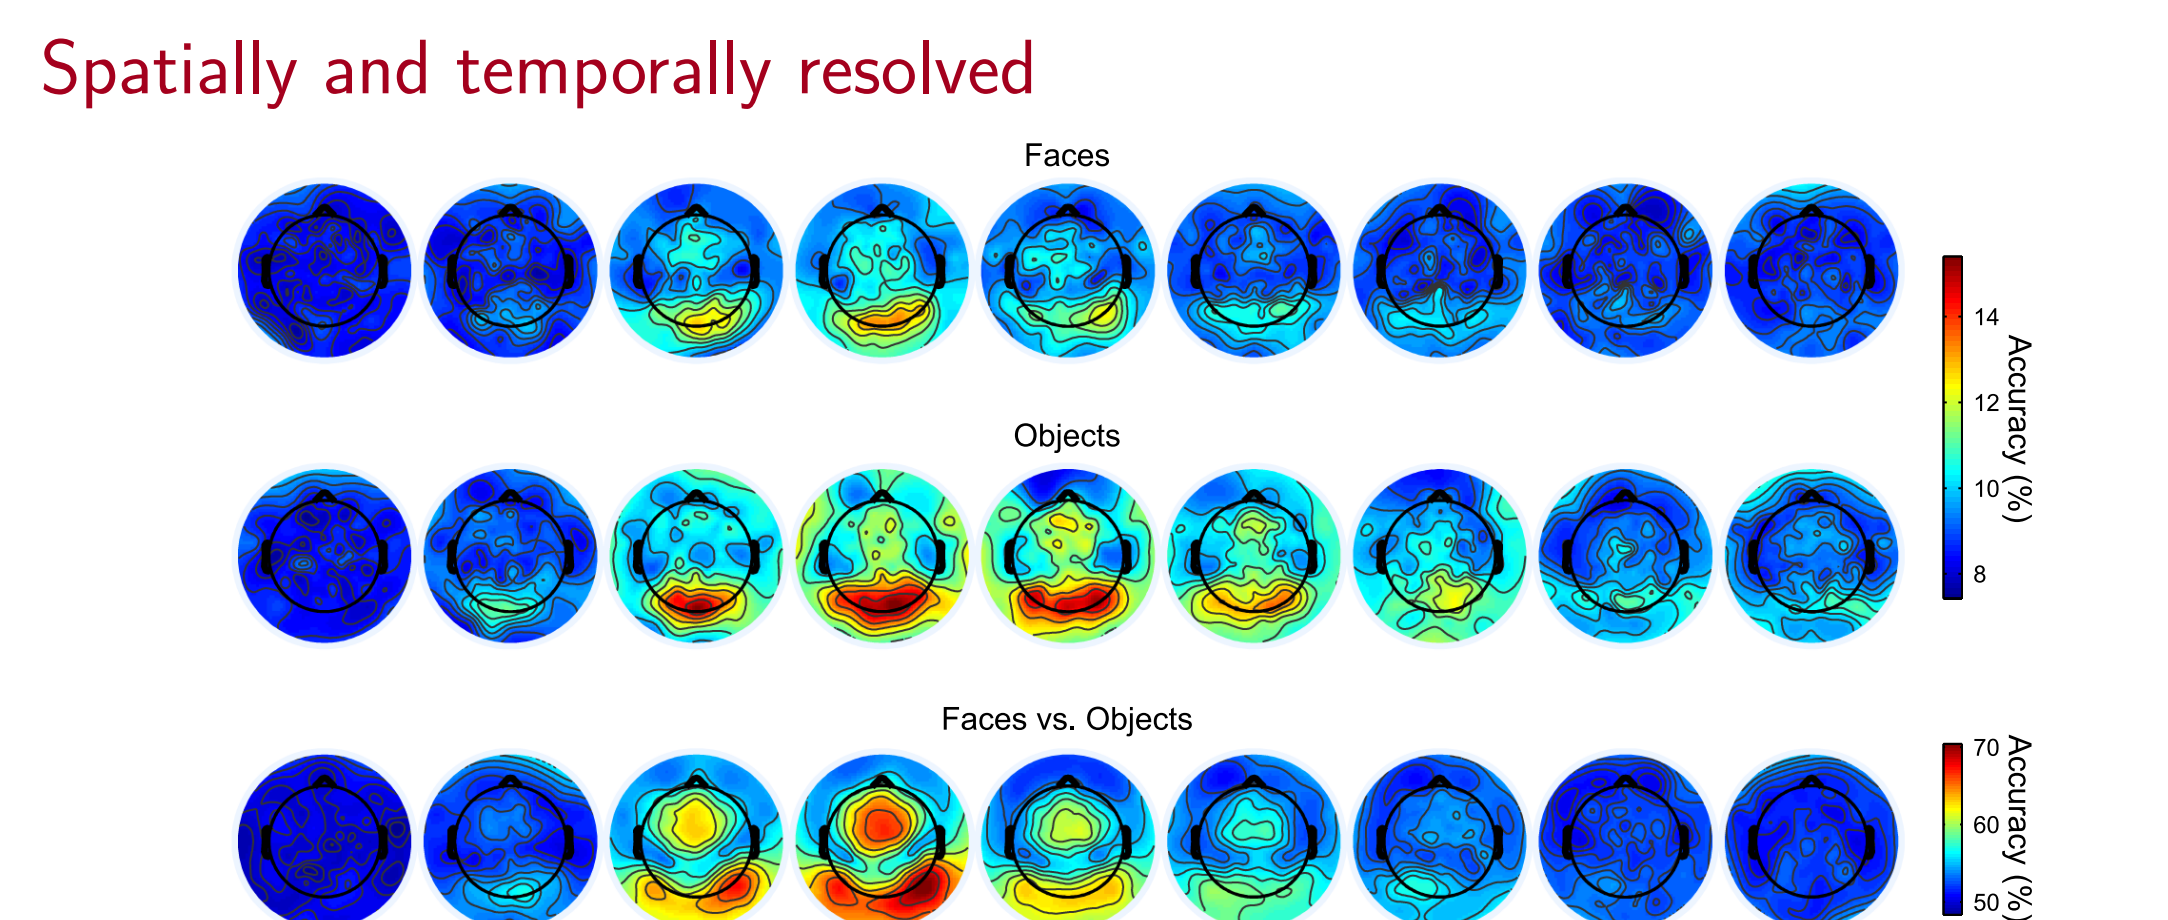 Spatially and temporally resolved
Faces
14
12
10
8
Accuracy (%)
Objects
Faces vs. Objects
70
60
50
Accuracy (%)